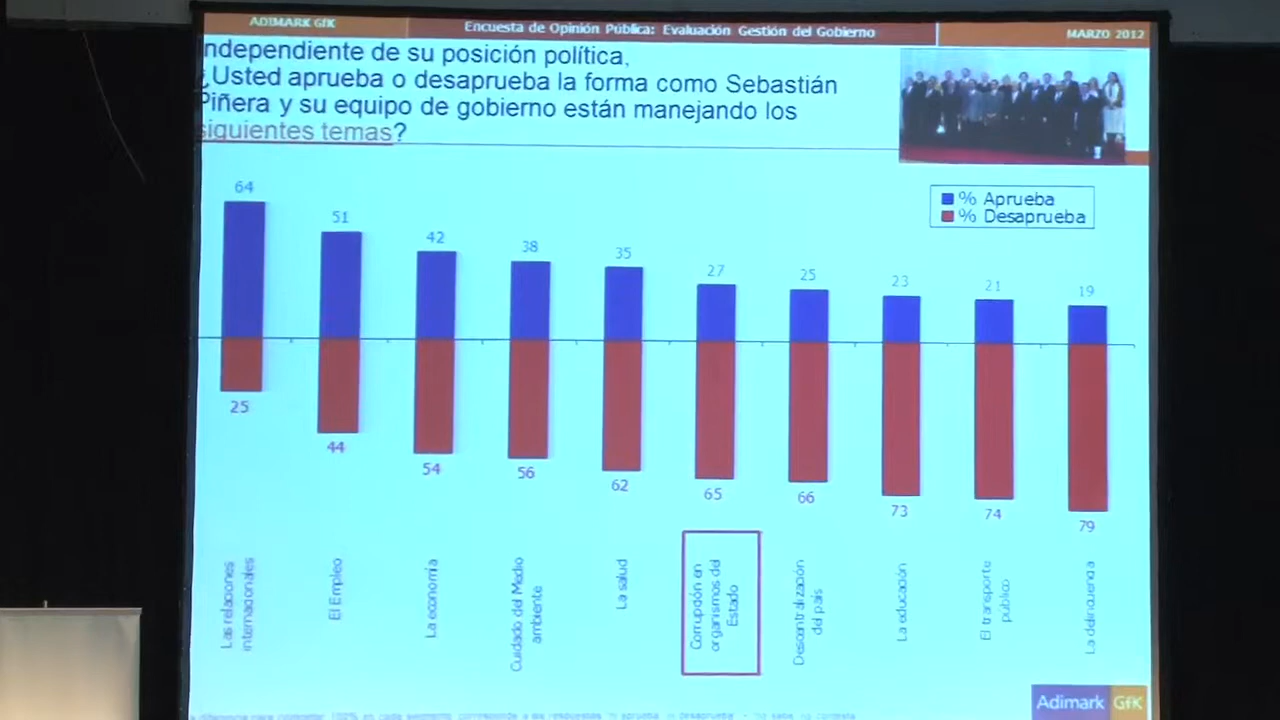 ADIMARK GfK
Encuesta de Opinión Pública: Evaluación Gestión del Gobierno
MARZO 2012
ndependiente de su posición política,
¿Usted aprueba o desaprueba la forma como Sebastián
Piñera y su equipo de gobierno están manejando los
siguientes temas?
% Aprueba
% Desaprueba
64
51
42
38
35
27
25
23
21
19
25
44
54
56
62
65
66
73
74
79
Las relaciones
internacionales
El Empleo
La economía
Cuidado del Medio
ambiente
La salud
Corrupción en
organismos del
Estado
Descentralización
del país
La educación
El transporte
público
La delincuencia
Adimark GfK